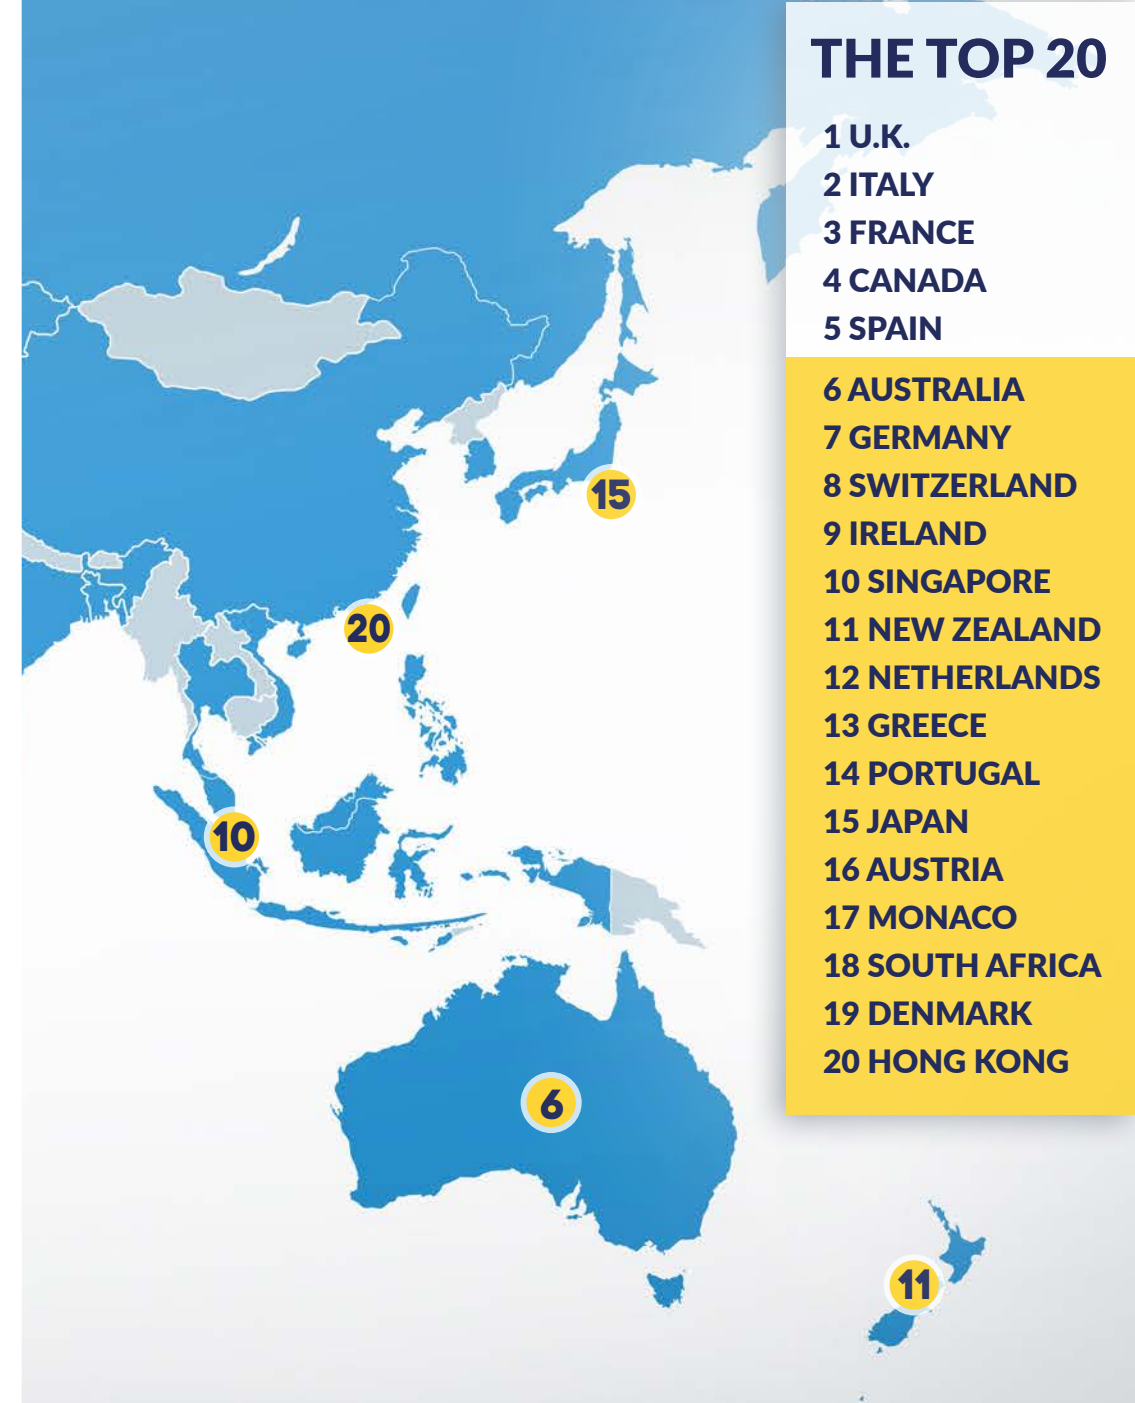 THE TOP 20
1 U.K.
2 ITALY
3 FRANCE
4 CANADA
5 SPAIN
6 AUSTRALIA
7 GERMANY
8 SWITZERLAND
9 IRELAND
10 SINGAPORE
11 NEW ZEALAND
12 NETHERLANDS
13 GREECE
14 PORTUGAL
15 JAPAN
16 AUSTRIA
17 MONACO
18 SOUTH AFRICA
19 DENMARK
20 HONG KONG
15
20
10
6
11